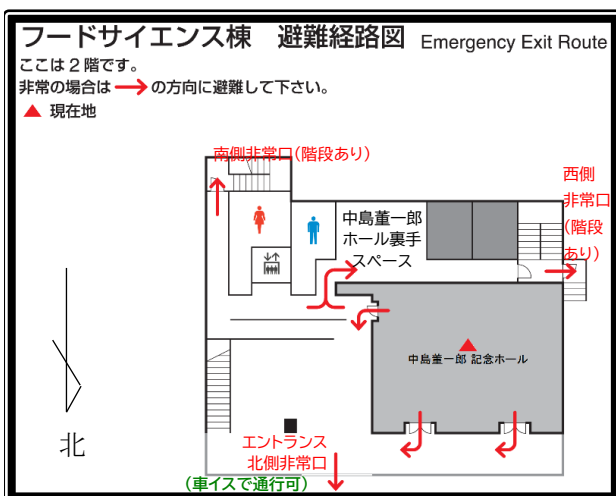 フードサイエンス棟 避難経路図 Emergency Exit Route
ここは2階です。
非常の場合は→の方向に避難して下さい。
▲ 現在地
南側非常口(階段あり)
西側
非常口
(階段
あり)
中島董一郎
ホール裏手
スペース
中島董一郎 記念ホール
北
エントランス
北側非常口
(車イスで通行可)